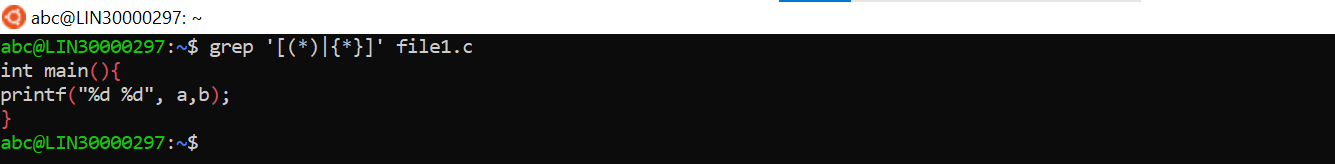 abc@LIN30000297: ~
abc@LIN30000297:~$ grep '[(*)|{*}]' file1.c
int main(){
printf("%d %d", a,b);
}
abc@LIN30000297:~$